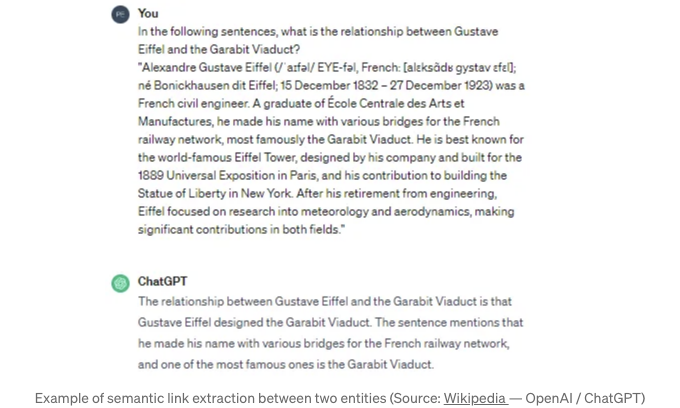 You
In the following sentences, what is the relationship between Gustave
Eiffel and the Garabit Viaduct?
"Alexandre Gustave Eiffel (/ˈaɪfəl/ EYE-fəl, French: [alɛksɑ̃dʁ ɡystav ɛfɛl];
né Bonickhausen dit Eiffel; 15 December 1832 – 27 December 1923) was a
French civil engineer. A graduate of École Centrale des Arts et
Manufactures, he made his name with various bridges for the French
railway network, most famously the Garabit Viaduct. He is best known for
the world-famous Eiffel Tower, designed by his company and built for the
1889 Universal Exposition in Paris, and his contribution to building the
Statue of Liberty in New York. After his retirement from engineering,
Eiffel focused on research into meteorology and aerodynamics, making
significant contributions in both fields."
ChatGPT
The relationship between Gustave Eiffel and the Garabit Viaduct is that
Gustave Eiffel designed the Garabit Viaduct. The sentence mentions that
he made his name with various bridges for the French railway network,
and one of the most famous ones is the Garabit Viaduct.
Example of semantic link extraction between two entities (Source: Wikipedia — OpenAI / ChatGPT)